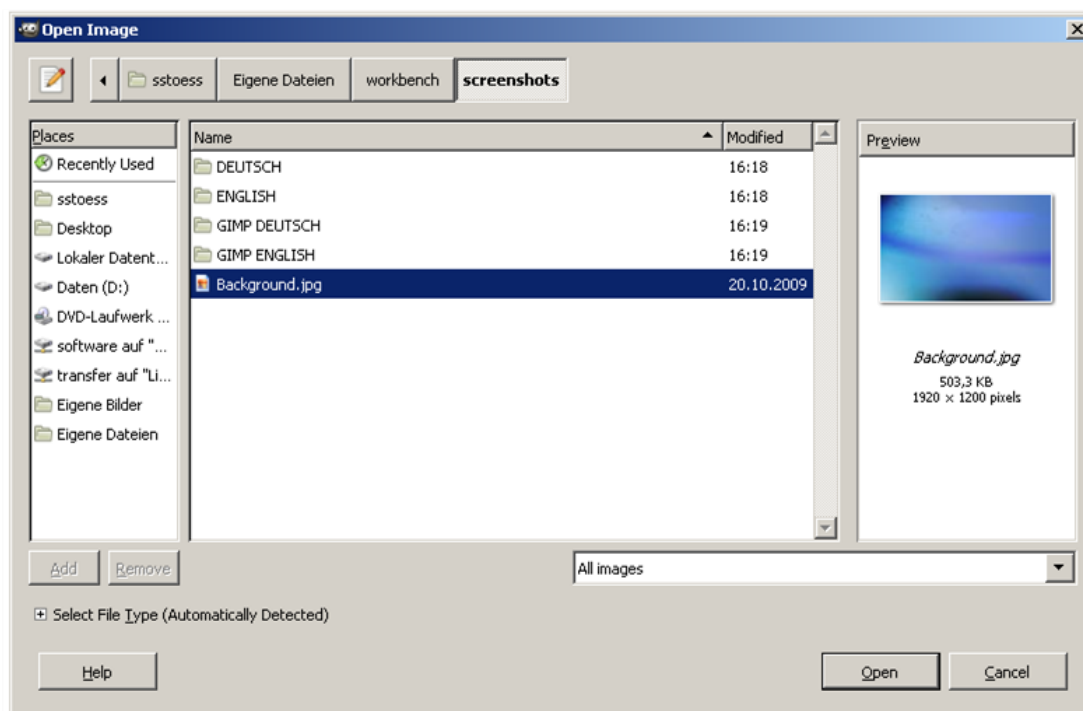 Open Image
sstoess Eigene Dateien workbench screenshots
Places
Recently Used
sstoess
Desktop
Lokaler Datent...
Daten (D:)
DVD-Laufwerk ...
software auf "...
transfer auf "Li...
Eigene Bilder
Eigene Dateien
Name Modified
DEUTSCH 16:18
ENGLISH 16:18
GIMP DEUTSCH 16:19
GIMP ENGLISH 16:19
Background.jpg 20.10.2009
Preview
Background.jpg
503,3 KB
1920 × 1200 pixels
Add Remove
All images
Select File Type (Automatically Detected)
Help Open Cancel